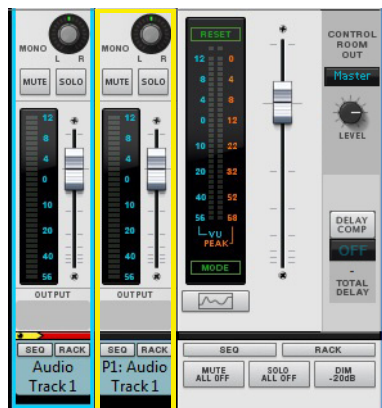 MONO
L R
MUTE SOLO
12
8
4
0
10
20
40
56
OUTPUT
SEQ RACK
Audio
Track 1
MONO
L R
MUTE SOLO
12
8
4
0
10
20
40
56
OUTPUT
SEQ RACK
P1: Audio
Track 1
RESET
12 0
8 4
4 8
0 12
10 22
20 32
40 52
56 68
VU
PEAK
MODE
CONTROL
ROOM
OUT
Master
LEVEL
DELAY
COMP
OFF
-
TOTAL
DELAY
SEQ RACK
MUTE
ALL OFF
SOLO
ALL OFF
DIM
-20dB